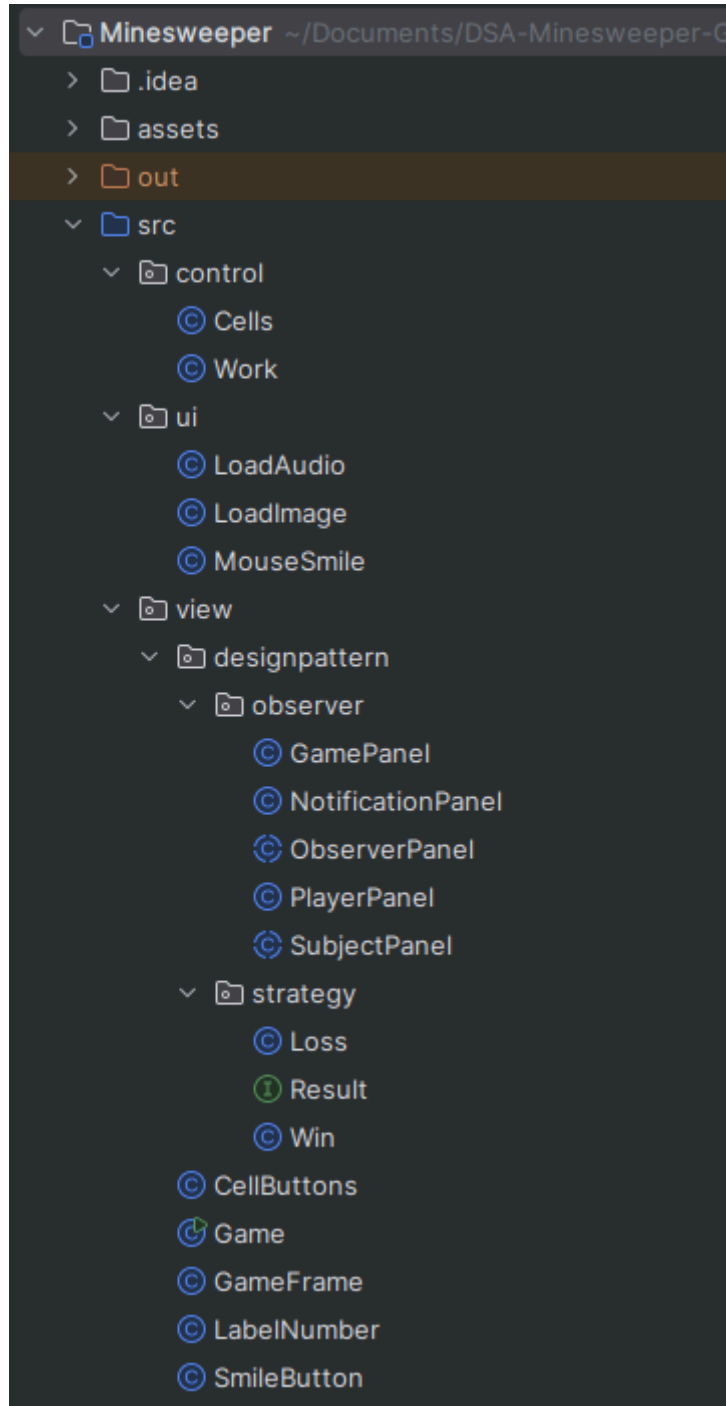 Minesweeper ~/Documents/DSA-Minesweeper-G
.idea
assets
out
src
control
Cells
Work
ui
LoadAudio
LoadImage
MouseSmile
view
designpattern
observer
GamePanel
NotificationPanel
ObserverPanel
PlayerPanel
SubjectPanel
strategy
Loss
Result
Win
CellButtons
Game
GameFrame
LabelNumber
SmileButton